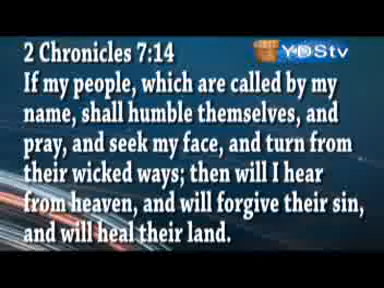 2 Chronicles 7:14
YDStv
If my people, which are called by my
name, shall humble themselves, and
pray, and seek my face, and turn from
their wicked ways; then will I hear
from heaven, and will forgive their sin,
and will heal their land.